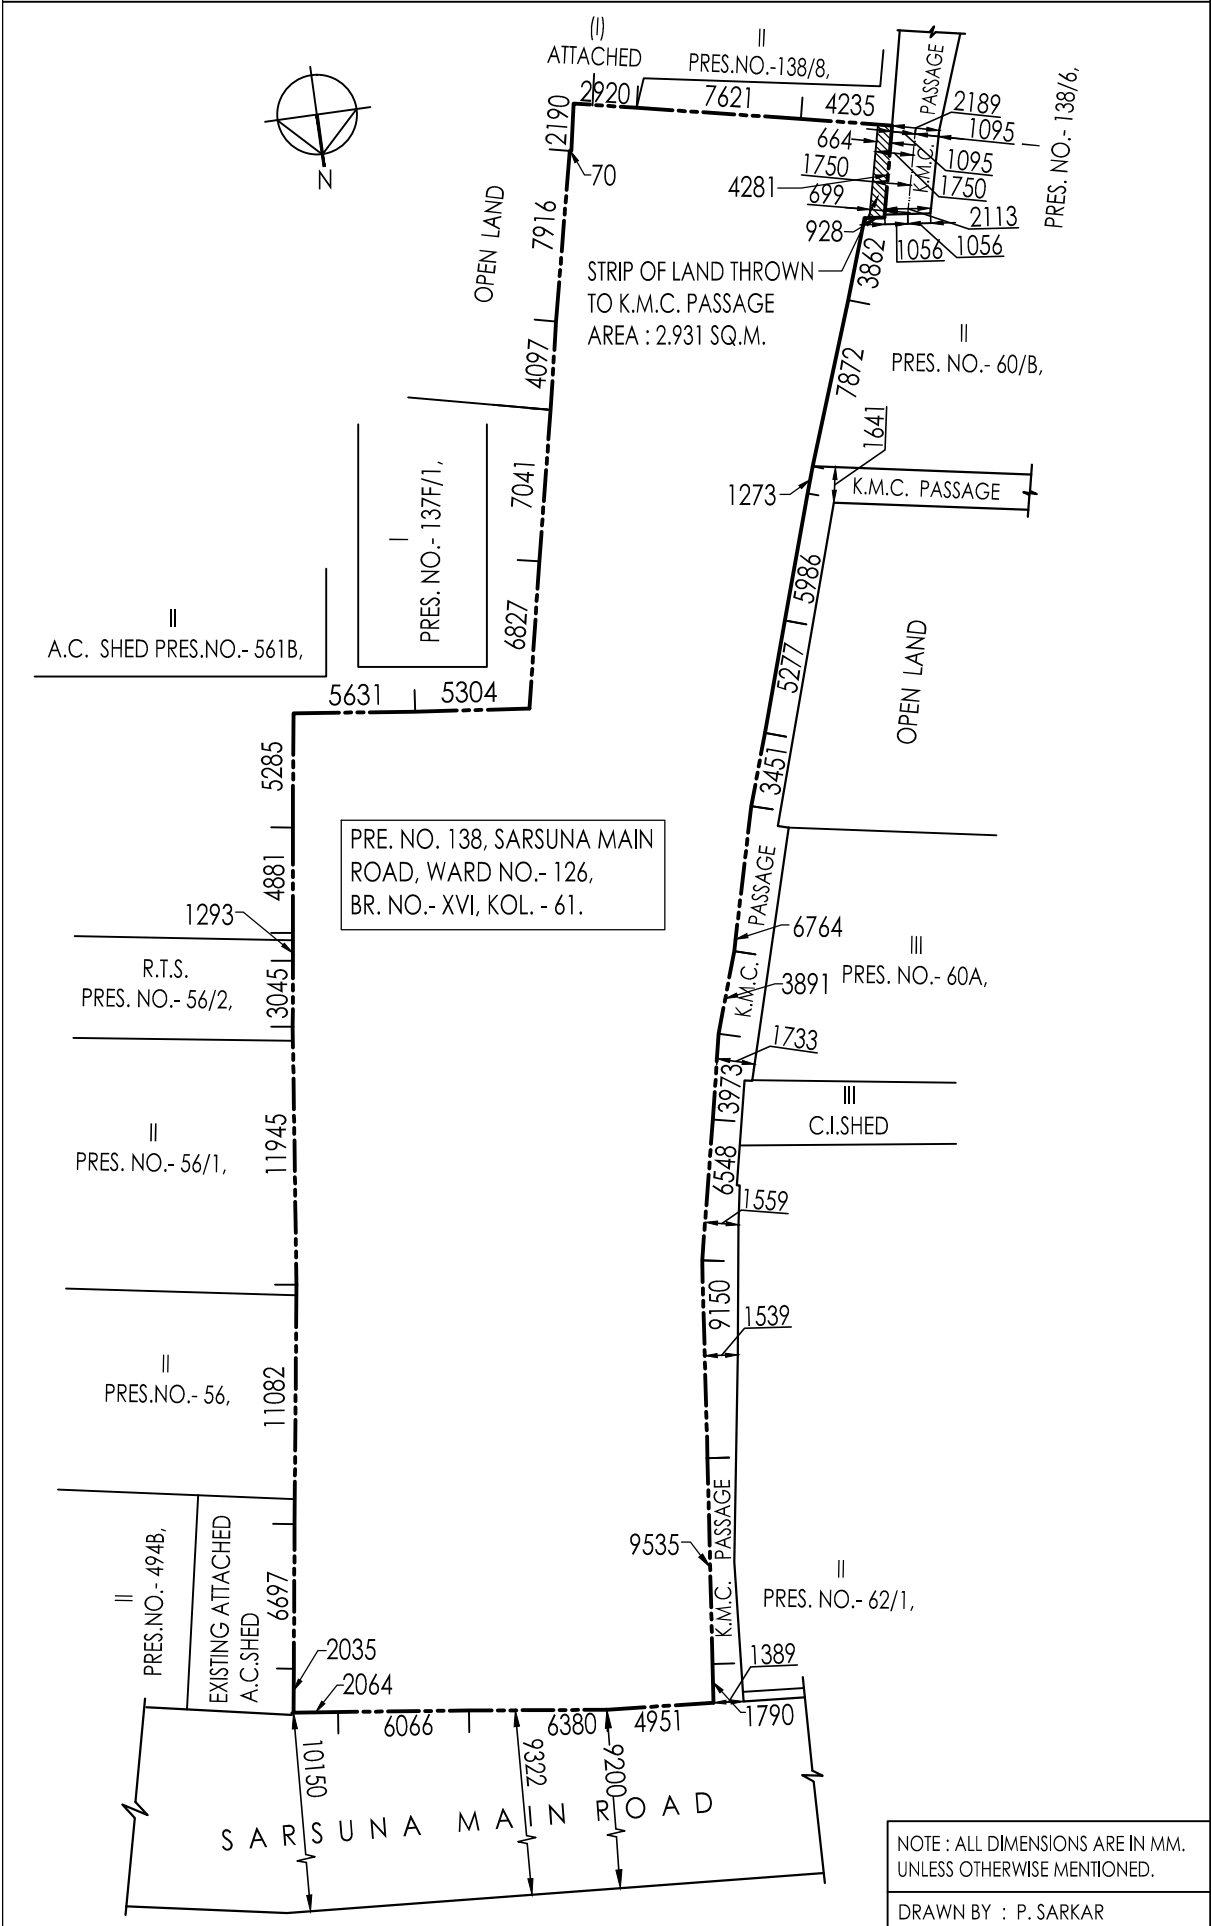 (I)
ATTACHED
II
PRES.NO.-138/8,
2920
7621
4235
2190
70
N
OPEN LAND
7916
4097
7041
6827
PASSAGE
K.M.C.
2189
1095
1095
1750
664
1750
4281
699
928
2113
1056
1056
I
PRES. NO.- 138/6,
STRIP OF LAND THROWN
TO K.M.C. PASSAGE
AREA : 2.931 SQ.M.
3862
7872
II
PRES. NO.- 60/B,
1641
1273
K.M.C. PASSAGE
I
PRES. NO.- 137F/1,
II
A.C. SHED PRES.NO.- 561B,
5631
5304
5986
5277
3451
OPEN LAND
5285
4881
1293
3045
PRE. NO. 138, SARSUNA MAIN
ROAD, WARD NO.- 126,
BR. NO.- XVI, KOL. - 61.
K.M.C. PASSAGE
6764
3891
III
PRES. NO.- 60A,
R.T.S.
PRES. NO.- 56/2,
1733
3973
III
C.I.SHED
II
PRES. NO.- 56/1,
11945
6548
1559
9150
1539
II
PRES.NO.- 56,
11082
9535
K.M.C. PASSAGE
II
PRES. NO.- 62/1,
II
PRES.NO.- 494B,
EXISTING ATTACHED
A.C.SHED
6697
2035
2064
6066
6380
4951
1389
1790
10150
9322
9200
SARSUNA MAIN ROAD
NOTE : ALL DIMENSIONS ARE IN MM.
UNLESS OTHERWISE MENTIONED.
DRAWN BY : P. SARKAR